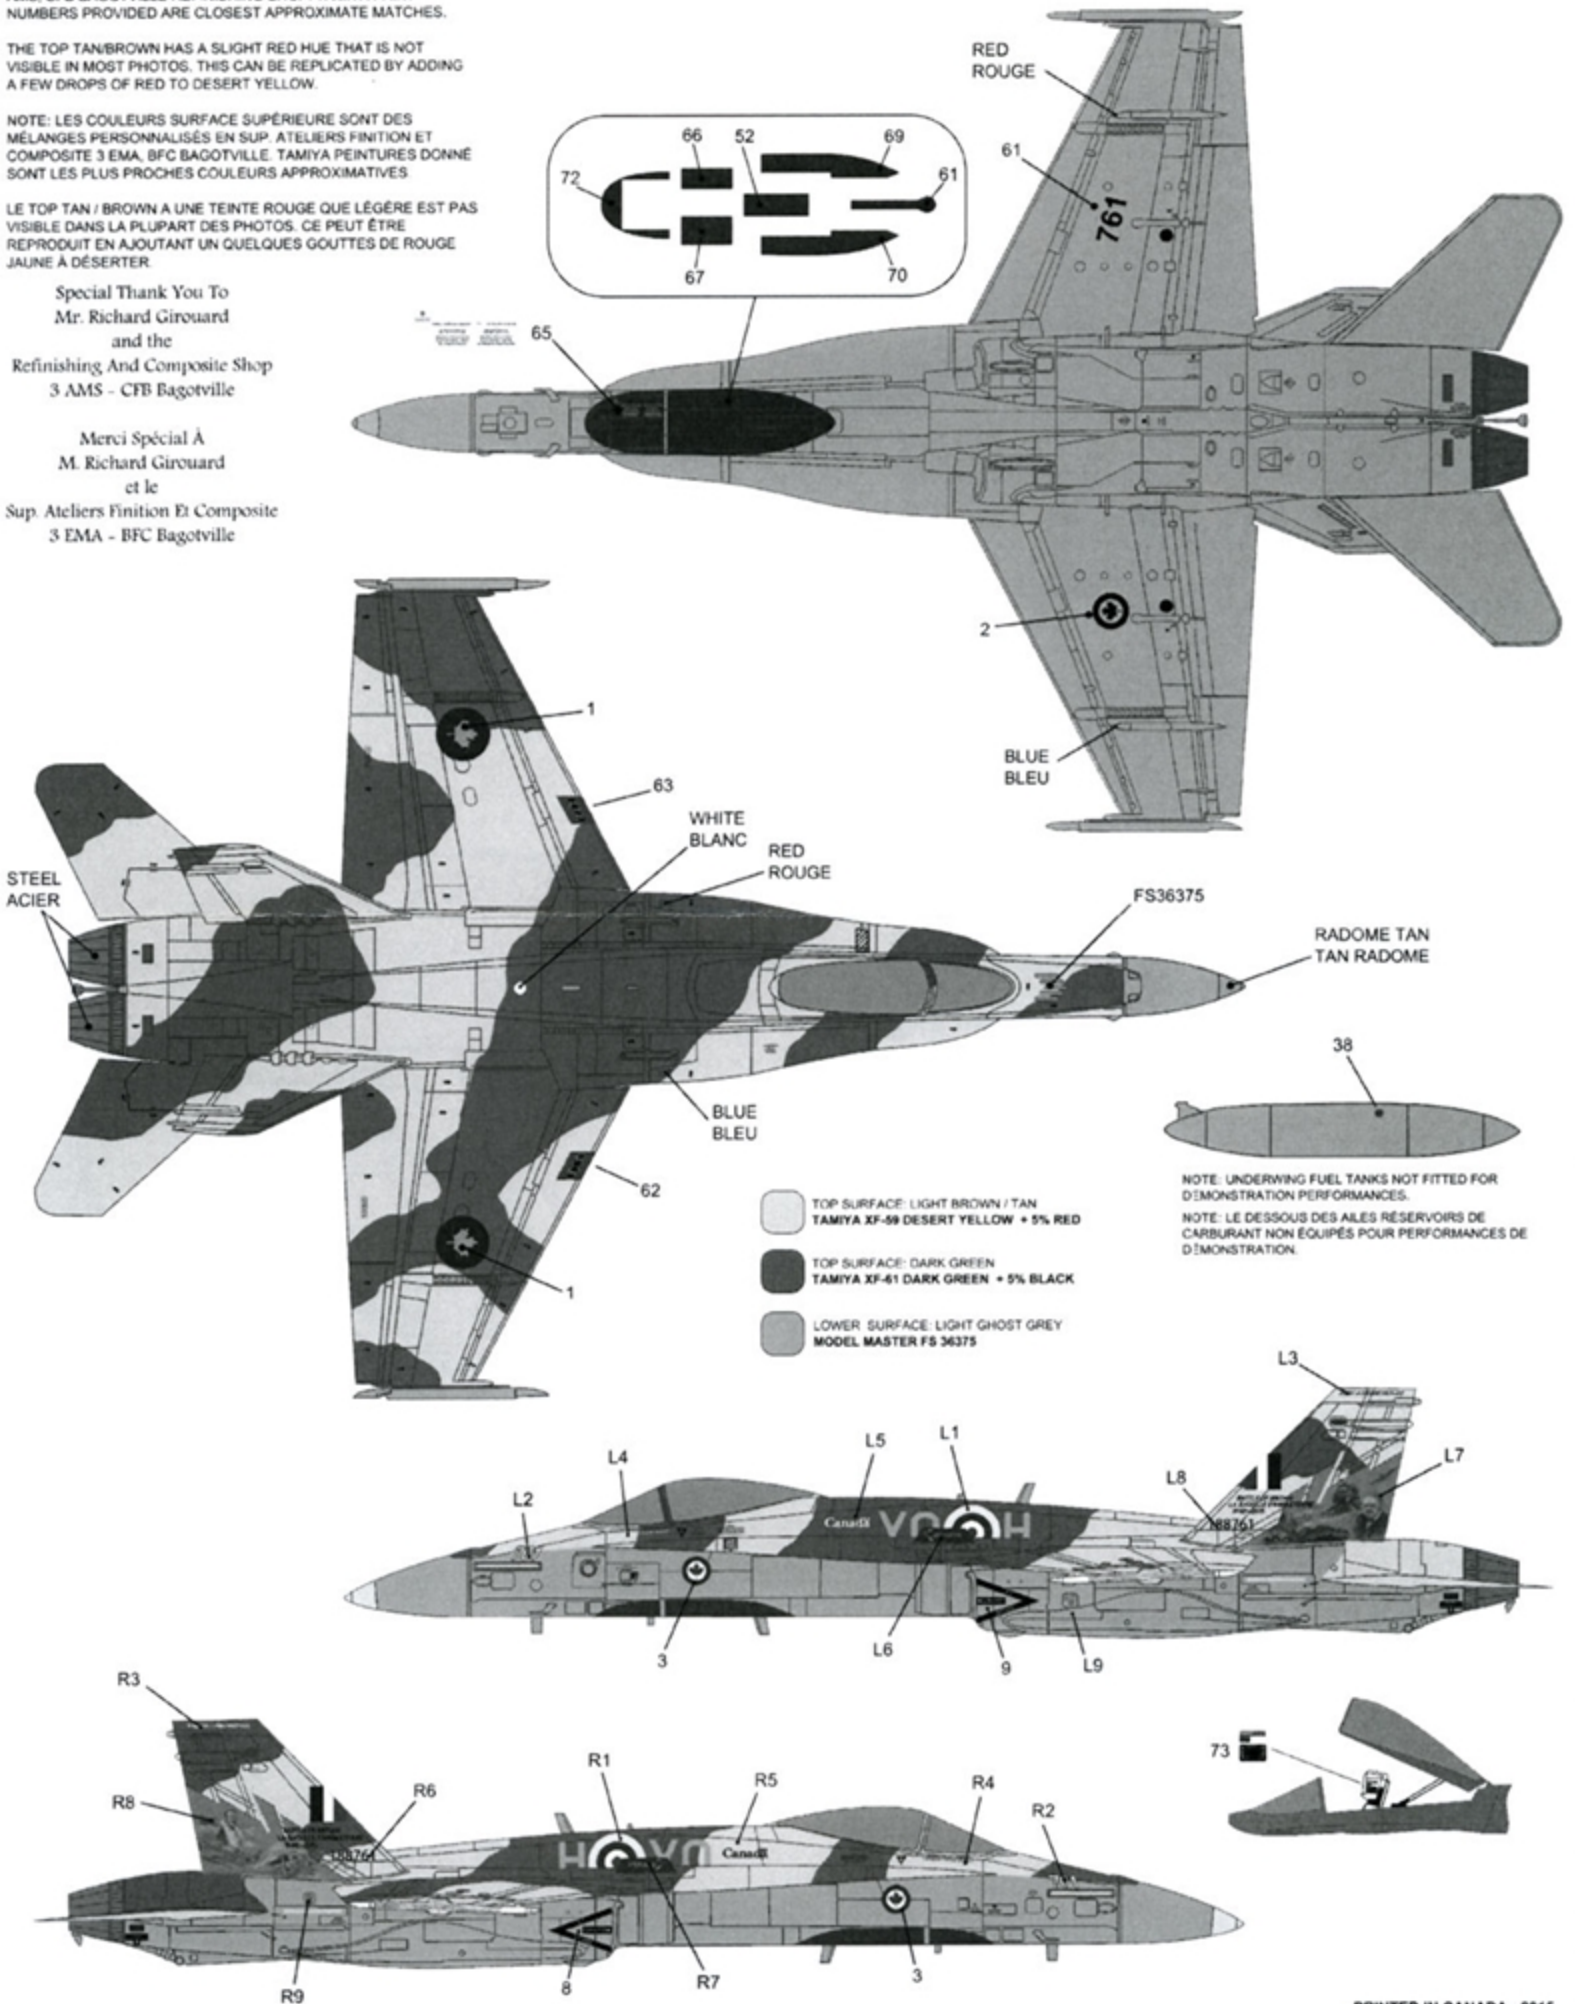 NUMBERS PROVIDED ARE CLOSEST APPROXIMATE MATCHES.
THE TOP TAN/BROWN HAS A SLIGHT RED HUE THAT IS NOT
VISIBLE IN MOST PHOTOS. THIS CAN BE REPLICATED BY ADDING
A FEW DROPS OF RED TO DESERT YELLOW.
NOTE: LES COULEURS SURFACE SUPÉRIEURE SONT DES
MÉLANGES PERSONNALISÉS EN SUP. ATELIERS FINITION ET
COMPOSITE 3 EMA, BFC BAGOTVILLE. TAMIYA PEINTURES DONNÉ
SONT LES PLUS PROCHES COULEURS APPROXIMATIVES
LE TOP TAN / BROWN A UNE TEINTE ROUGE QUE LÉGÈRE EST PAS
VISIBLE DANS LA PLUPART DES PHOTOS. CE PEUT ÊTRE
REPRODUIT EN AJOUTANT UN QUELQUES GOUTTES DE ROUGE
JAUNE À DÉSERTER.
Special Thank You To
Mr. Richard Girouard
and the
Refinishing And Composite Shop
3 AMS - CFB Bagotville
Merci Spécial À
M. Richard Girouard
et le
Sup. Ateliers Finition Et Composite
3 EMA - BFC Bagotville
66
52
69
72
61
67
70
65
RED
ROUGE
61
761
2
BLUE
BLEU
1
63
WHITE
BLANC
RED
ROUGE
STEEL
ACIER
FS36375
RADOME TAN
TAN RADOME
BLUE
BLEU
62
1
38
NOTE: UNDERWING FUEL TANKS NOT FITTED FOR
DEMONSTRATION PERFORMANCES.
NOTE: LE DESSOUS DES AILES RÉSERVOIRS DE
CARBURANT NON ÉQUIPÉS POUR PERFORMANCES DE
DÉMONSTRATION.
TOP SURFACE: LIGHT BROWN / TAN
TAMIYA XF-59 DESERT YELLOW + 5% RED
TOP SURFACE: DARK GREEN
TAMIYA XF-61 DARK GREEN + 5% BLACK
LOWER SURFACE: LIGHT GHOST GREY
MODEL MASTER FS 36375
L3
L1
L5
L4
L7
L8
L2
Canada
188761
3
L6
9
L9
R3
R1
R5
R6
R4
R8
R2
Canada
188761
8
R7
3
R9
73